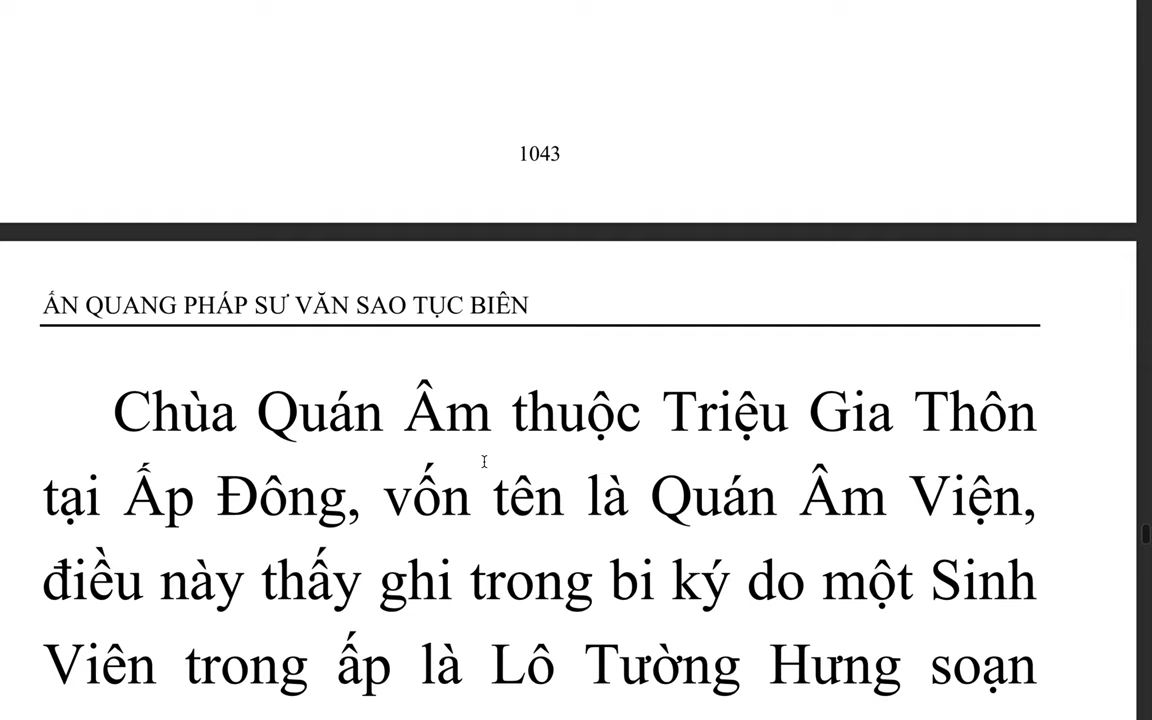 1043
ẤN QUANG PHÁP SƯ VĂN SAO TỤC BIÊN
Chùa Quán Âm thuộc Triệu Gia Thôn
tại Ấp Đông, vốn tên là Quán Âm Viện,
điều này thấy ghi trong bi ký do một Sinh
Viên trong ấp là Lô Tường Hưng soạn